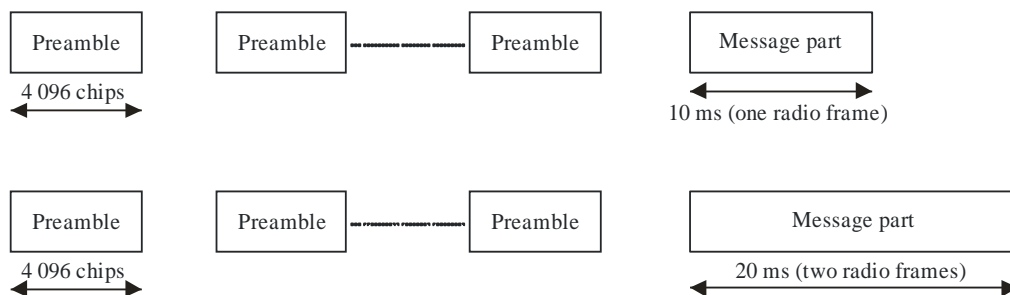 Preamble Preamble Preamble Message part
4 096 chips
10 ms (one radio frame)
Preamble Preamble Preamble Message part
4 096 chips 20 ms (two radio frames)